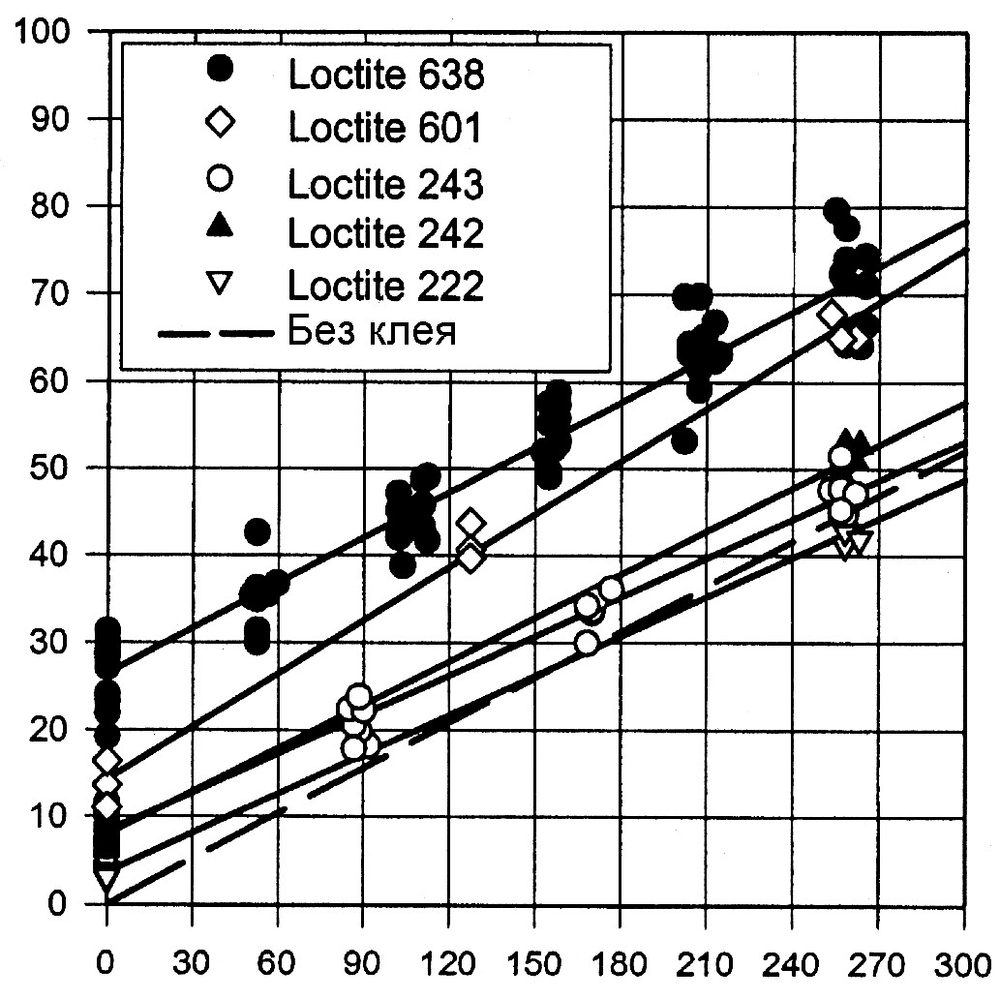 100
90
80
70
60
50
40
30
20
10
0
Loctite 638
Loctite 601
Loctite 243
Loctite 242
Loctite 222
Без клея
0 30 60 90 120 150 180 210 240 270 300